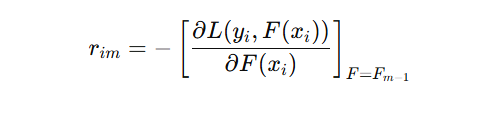 r_{im} = -\left[\frac{\partial L(y_i, F(x_i))}{\partial F(x_i)}\right]_{F=F_{m-1}}